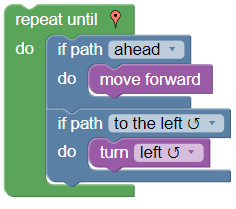 repeat until
do if path ahead
do move forward
if path to the left ↺
do turn left ↺